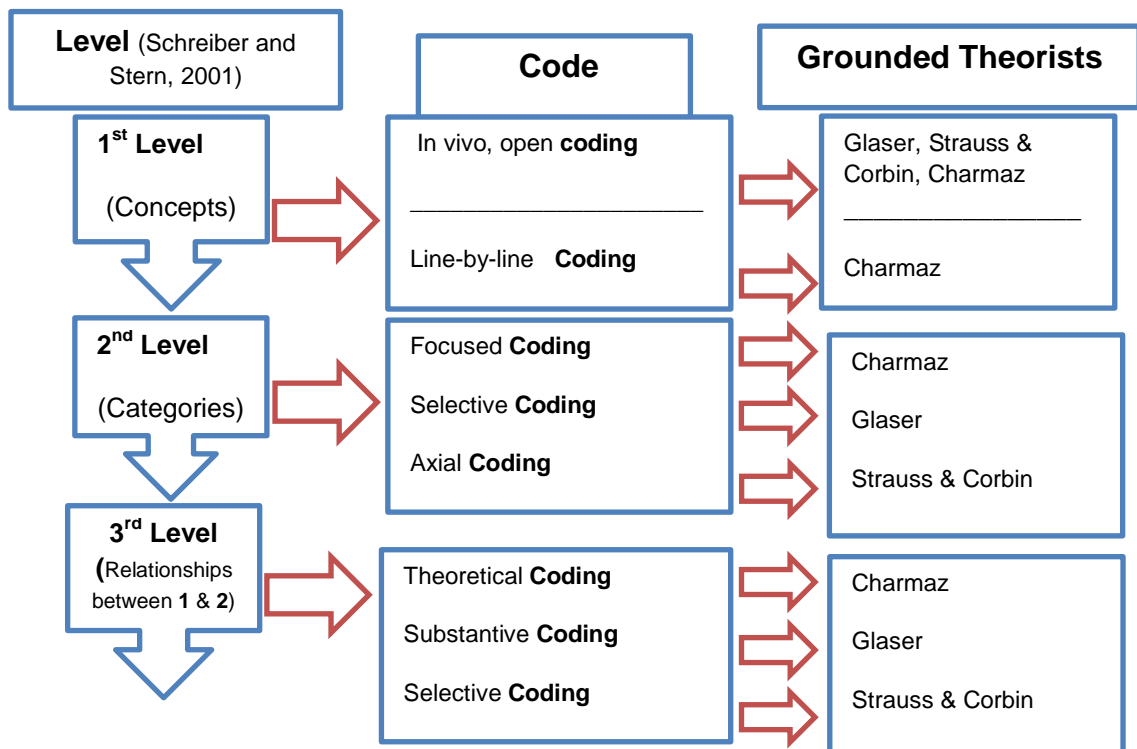 Level (Schreiber and
Stern, 2001)
Code
Grounded Theorists
1st Level
(Concepts)
In vivo, open coding
______________________
Line-by-line Coding
Glaser, Strauss &
Corbin, Charmaz
__________________
Charmaz
2nd Level
(Categories)
Focused Coding
Selective Coding
Axial Coding
Charmaz
Glaser
Strauss & Corbin
3rd Level
(Relationships
between 1 & 2)
Theoretical Coding
Substantive Coding
Selective Coding
Charmaz
Glaser
Strauss & Corbin